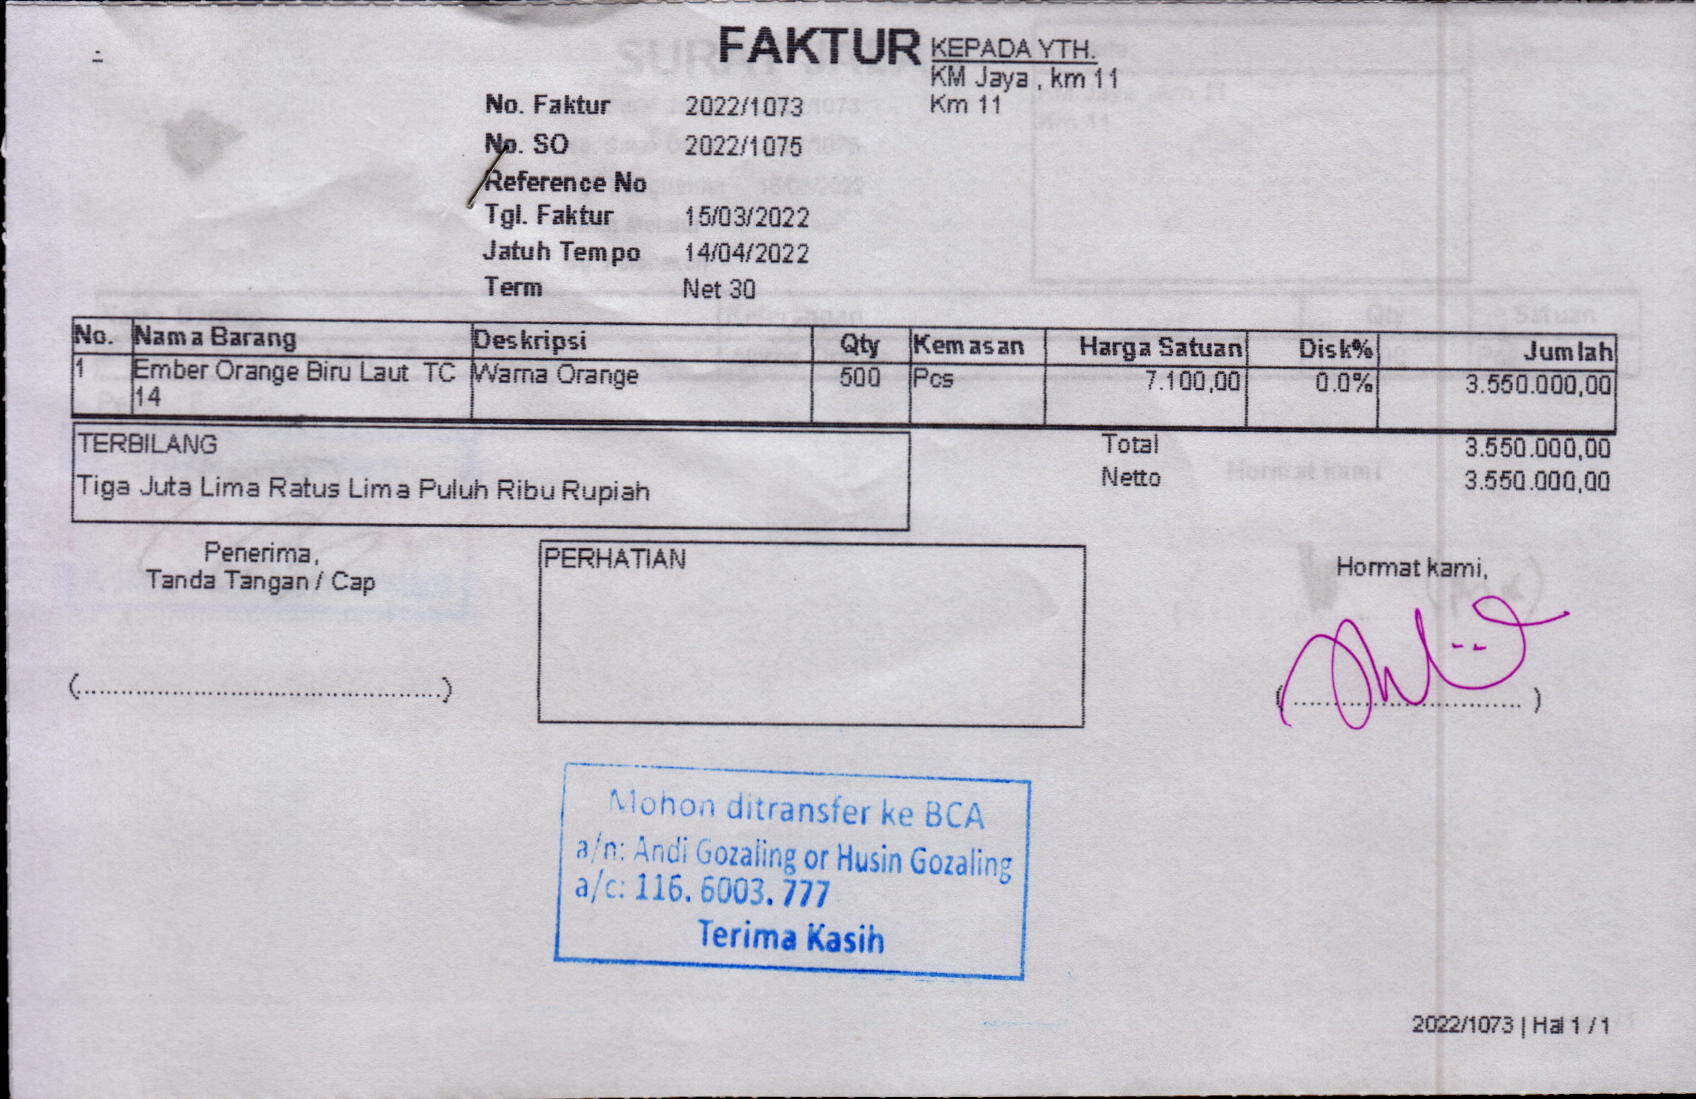 FAKTUR
KEPADA YTH.
KM Jaya , km 11
Km 11
No. Faktur 2022/1073
No. SO 2022/1075
Reference No
Tgl. Faktur 15/03/2022
Jatuh Tempo 14/04/2022
Term Net 30
No. Nama Barang Deskripsi Qty Kemasan Harga Satuan Disk% Jumlah
1 Ember Orange Biru Laut TC Warna Orange 500 Pcs 7.100,00 0.0% 3.550.000,00
14
TERBILANG
Tiga Juta Lima Ratus Lima Puluh Ribu Rupiah
Total 3.550.000,00
Netto 3.550.000,00
Penerima,
Tanda Tangan / Cap
(..........................................)
PERHATIAN
Hormat kami,
(..............................)
Mohon ditransfer ke BCA
a/n: Andi Gozaling or Husin Gozaling
a/c: 116. 6003. 777
Terima Kasih
2022/1073 | Hal 1 / 1